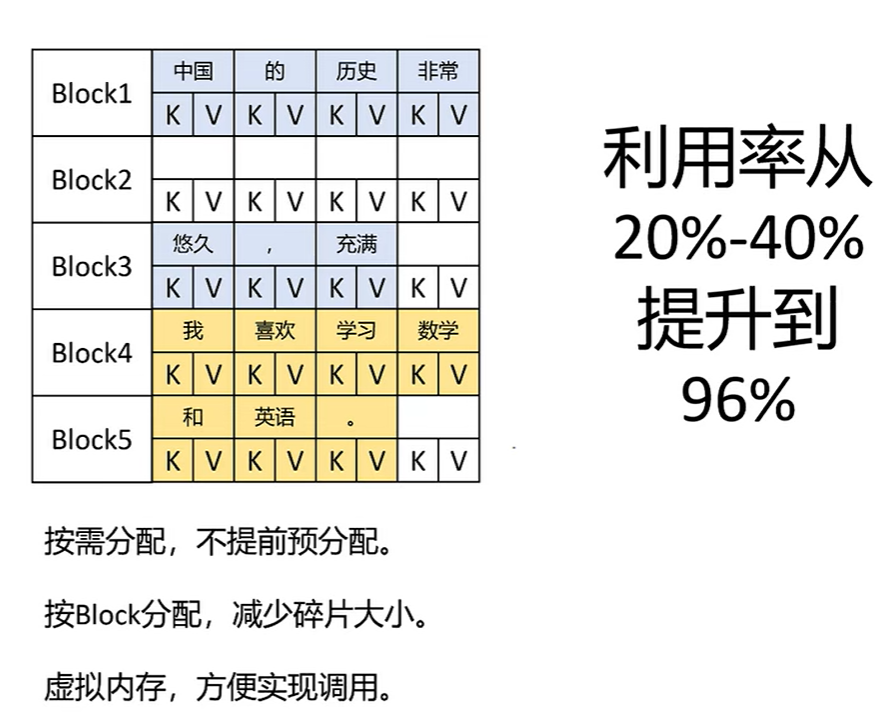 Block1 中国 的 历史 非常
K V K V K V K V
Block2
K V K V K V K V
Block3 悠久 , 充满
K V K V K V K V
Block4 我 喜欢 学习 数学
K V K V K V K V
Block5 和 英语 。
K V K V K V K V
利用率从
20%-40%
提升到
96%
按需分配，不提前预分配。
按Block分配，减少碎片大小。
虚拟内存，方便实现调用。